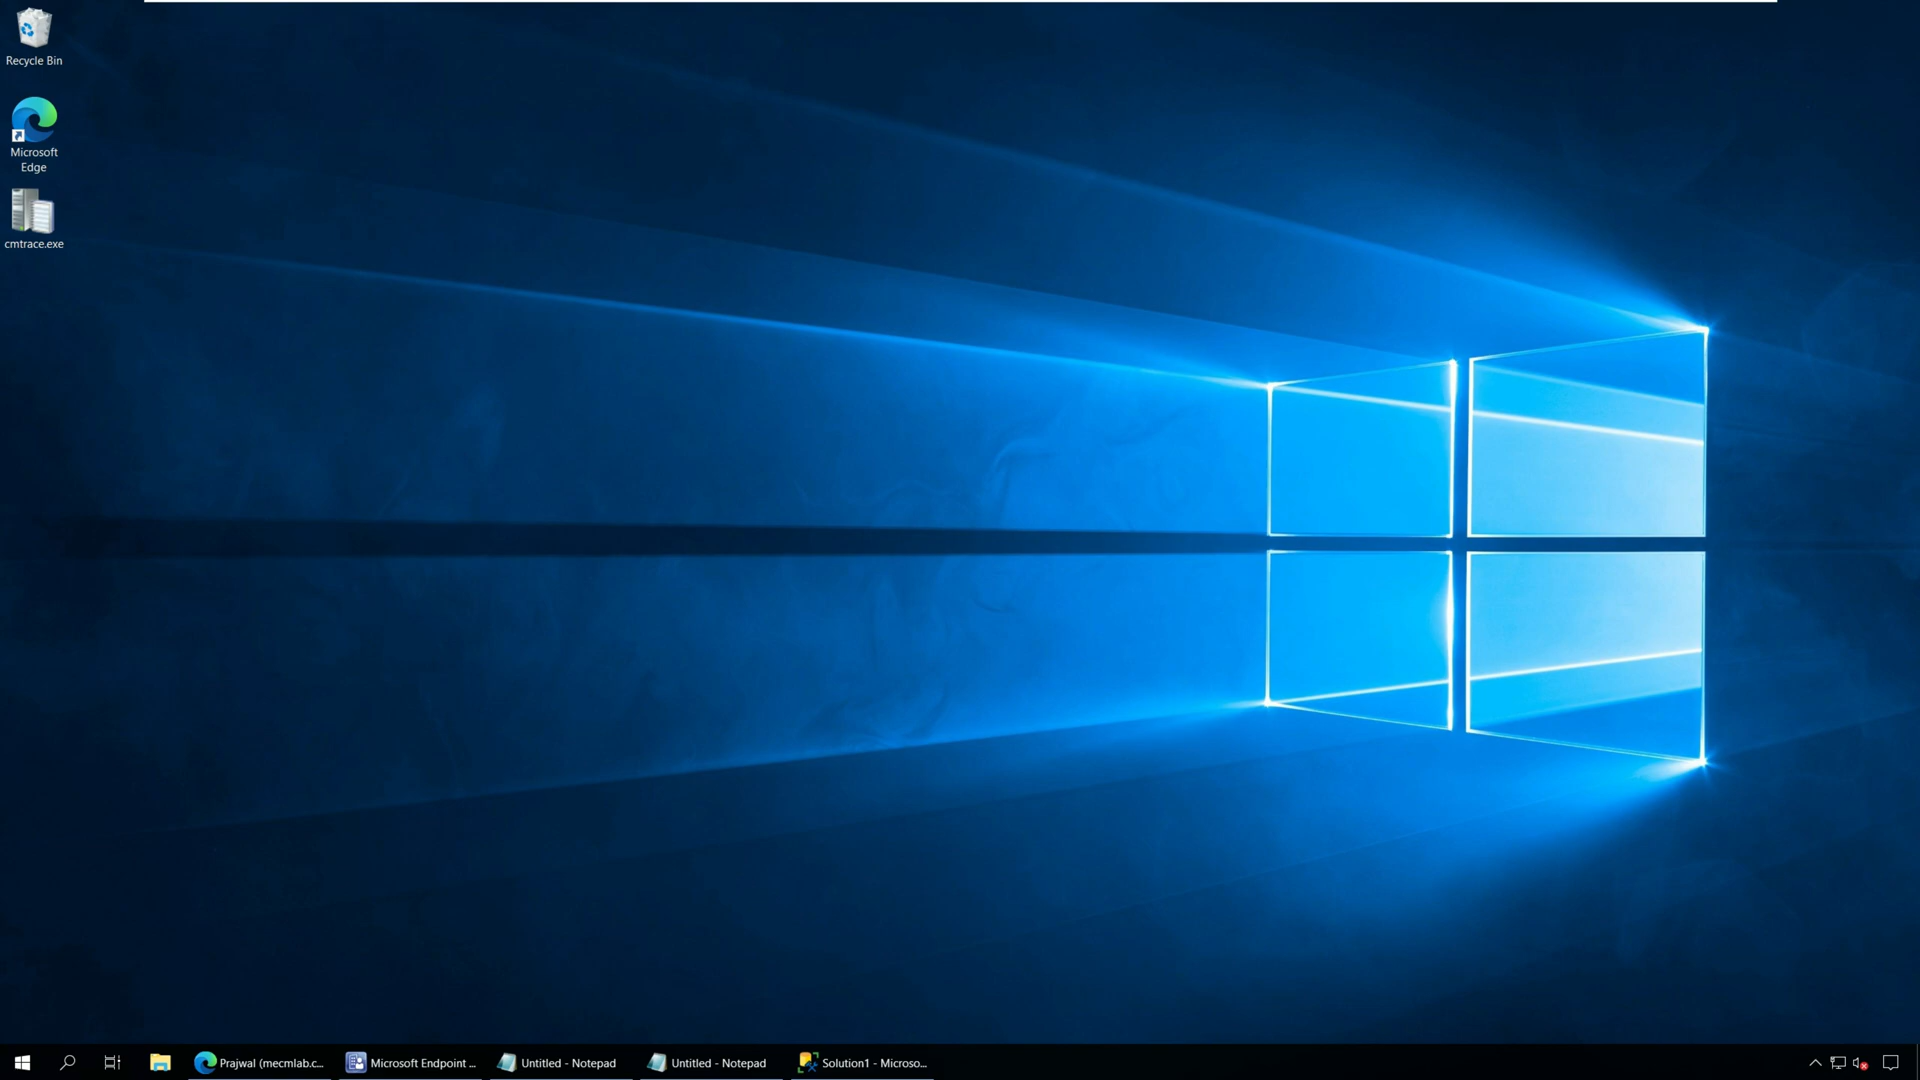 Recycle Bin
Microsoft
Edge
cmtrace.exe
Prajwal (mecmlab.c...
Microsoft Endpoint ...
Untitled - Notepad
Untitled - Notepad
Solution1 - Microso...